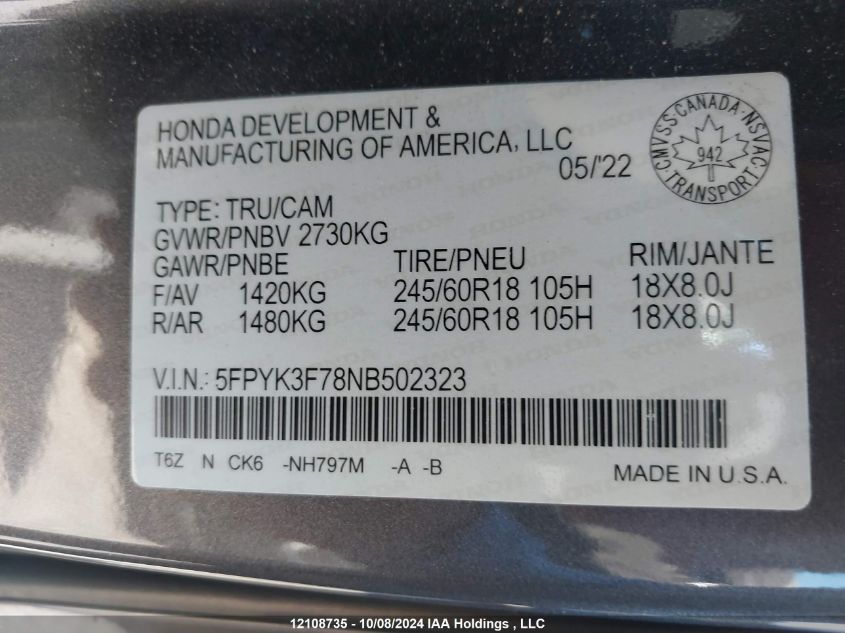 HONDA DEVELOPMENT &
MANUFACTURING OF AMERICA, LLC
05/'22
CMVSS·CANADA·NSVAC
942
TRANSPORT
TYPE: TRU/CAM
GVWR/PNBV 2730KG
GAWR/PNBE TIRE/PNEU RIM/JANTE
F/AV 1420KG 245/60R18 105H 18X8.0J
R/AR 1480KG 245/60R18 105H 18X8.0J
V.I.N.: 5FPYK3F78NB502323
T6Z N CK6 -NH797M -A -B
MADE IN U.S.A.
12108735 - 10/08/2024 IAA Holdings , LLC